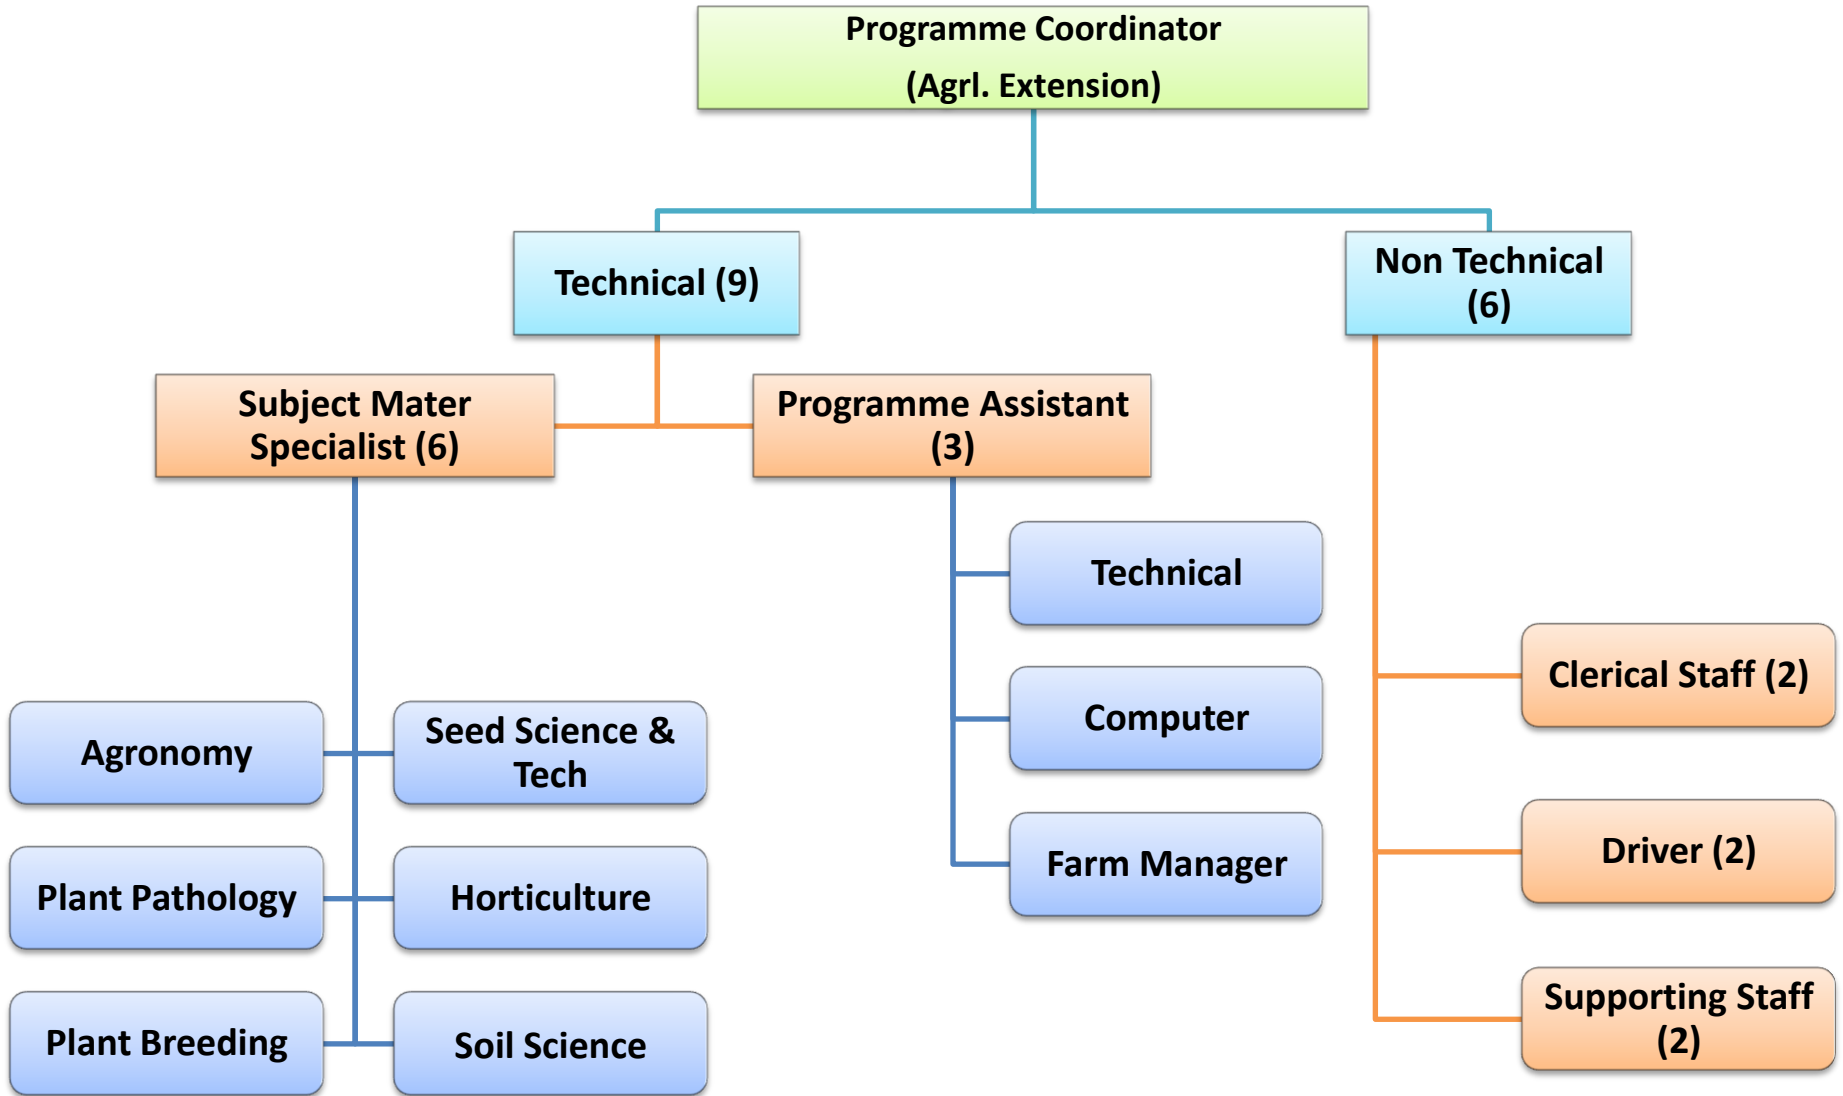 Programme Coordinator
(Agrl. Extension)
Technical (9)
Non Technical
(6)
Subject Mater
Specialist (6)
Programme Assistant
(3)
Technical
Computer
Farm Manager
Agronomy
Seed Science &
Tech
Plant Pathology
Horticulture
Plant Breeding
Soil Science
Clerical Staff (2)
Driver (2)
Supporting Staff
(2)